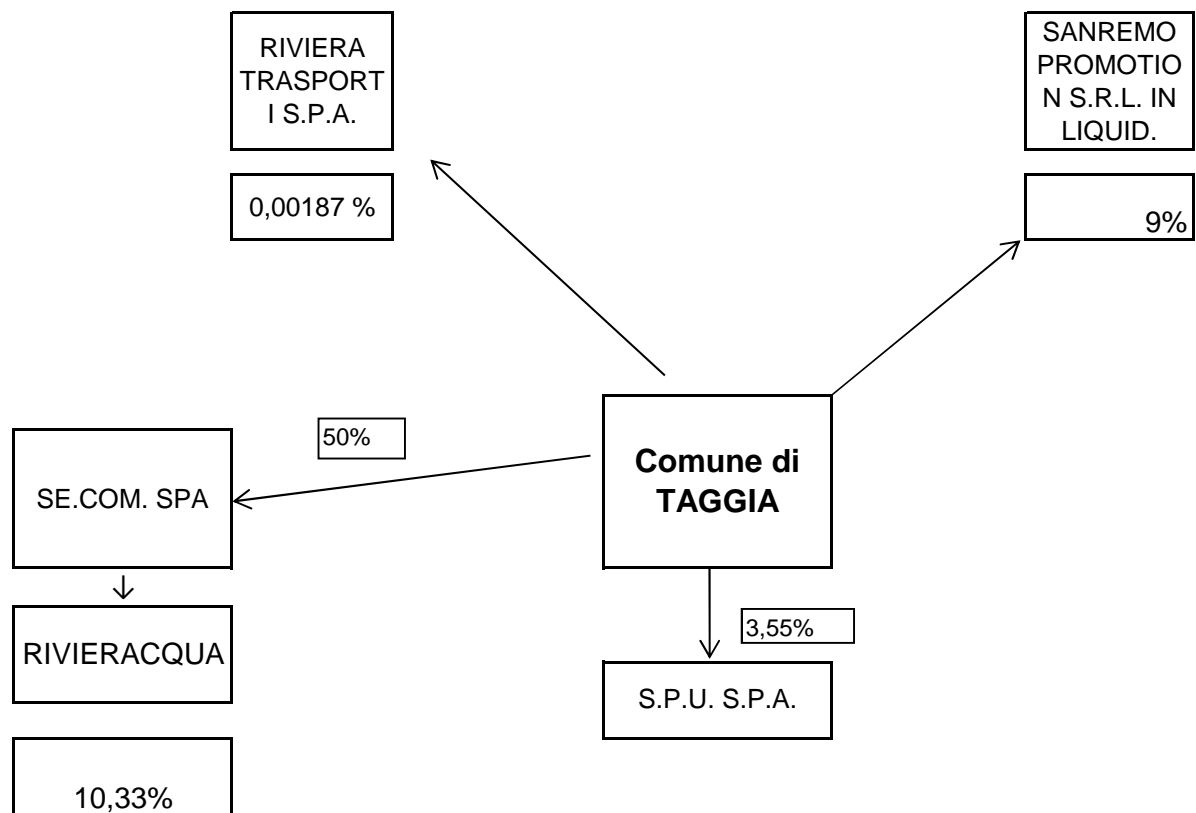 RIVIERA
TRASPORT
I S.P.A.
0,00187 %
SANREMO
PROMOTIO
N S.R.L. IN
LIQUID.
9%
50%
SE.COM. SPA
Comune di
TAGGIA
RIVIERACQUA
10,33%
3,55%
S.P.U. S.P.A.